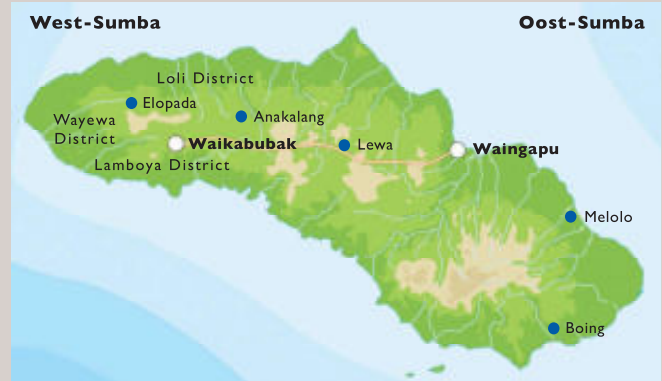 West-Sumba
Oost-Sumba
Loli District
Elopada
Anakalang
Wayewa
District
Waikabubak
Lewa
Waingapu
Lamboya District
Melolo
Boing